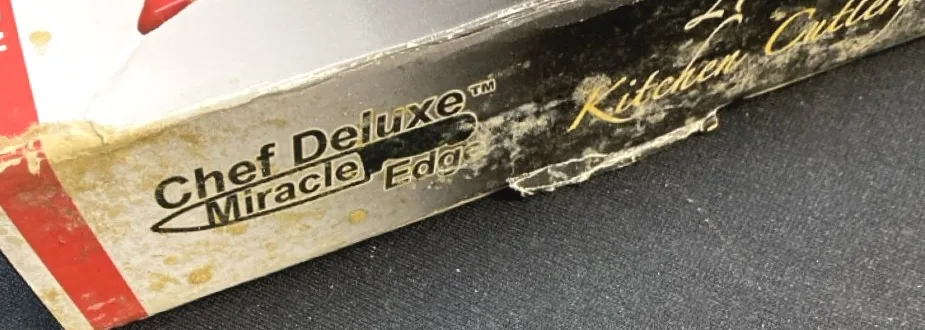 Chef Deluxe™
Miracle Edge
Kitchen Cutlery